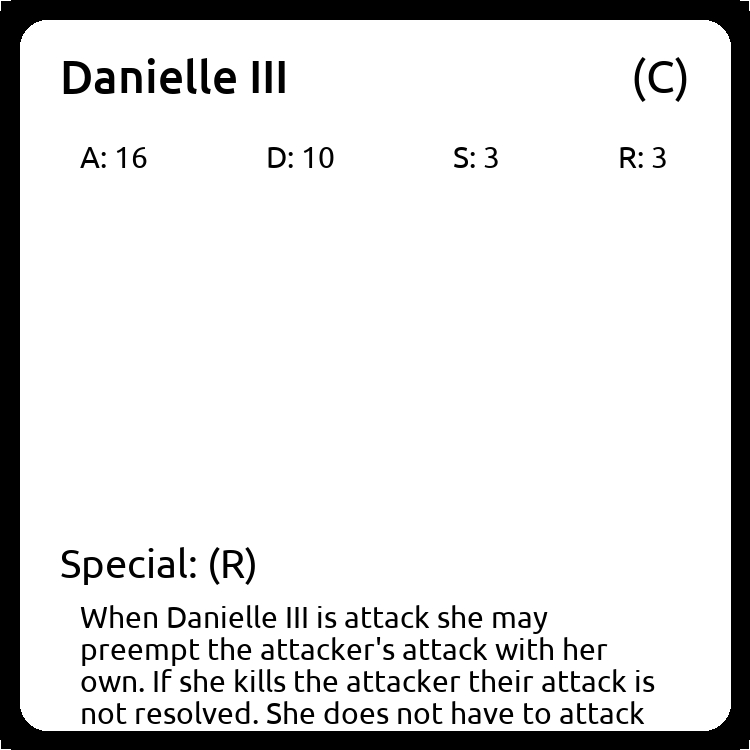 Danielle III (C)
A: 16 D: 10 S: 3 R: 3
Special: (R)
When Danielle III is attack she may
preempt the attacker's attack with her
own. If she kills the attacker their attack is
not resolved. She does not have to attack